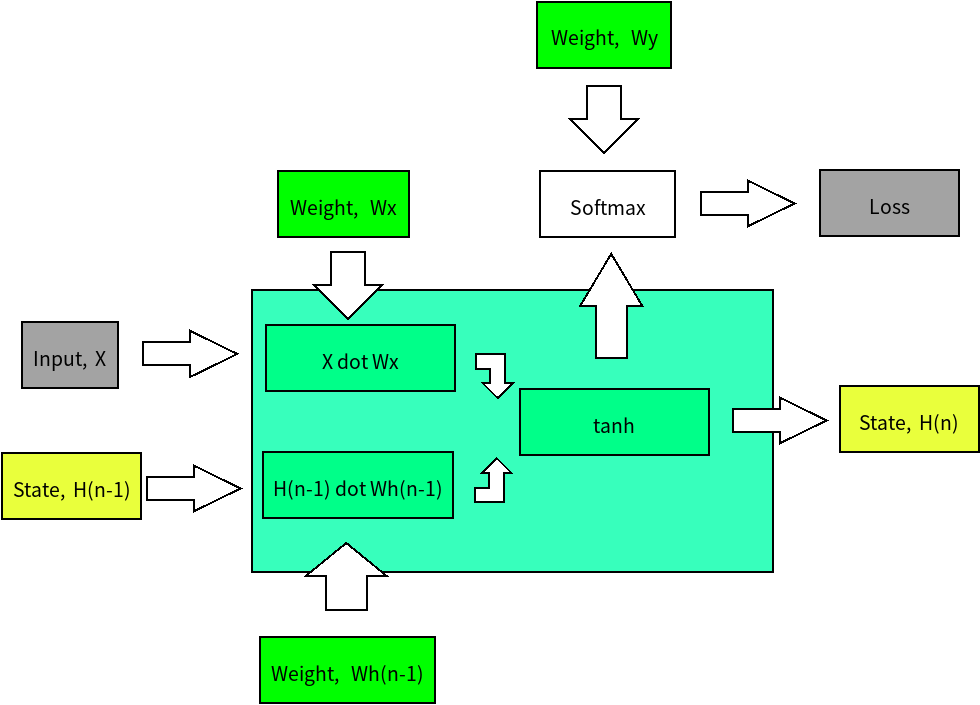 Weight, Wy
Weight, Wx
Softmax
Loss
Input, X
X dot Wx
tanh
State, H(n)
State, H(n-1)
H(n-1) dot Wh(n-1)
Weight, Wh(n-1)